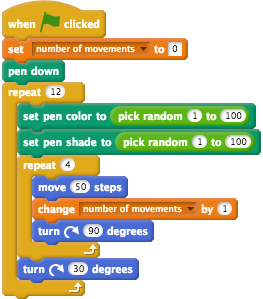 when clicked
set number of movements to 0
pen down
repeat 12
set pen color to pick random 1 to 100
set pen shade to pick random 1 to 100
repeat 4
move 50 steps
change number of movements by 1
turn 90 degrees
turn 30 degrees